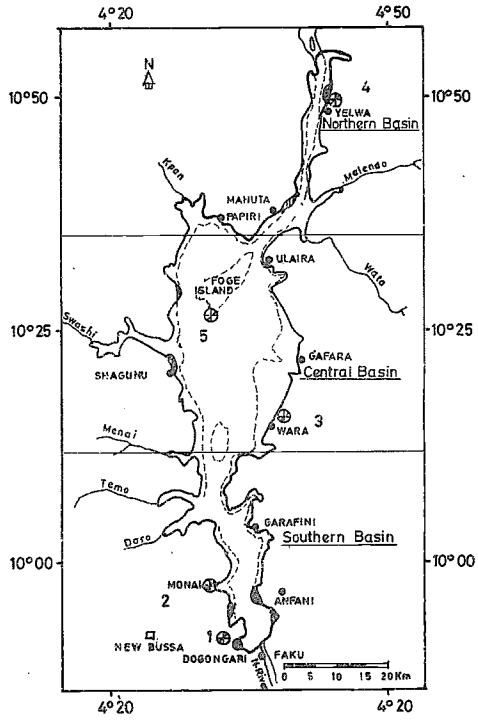 4°20
4°50
N
10°50
10°50
4
YELWA
Northern Basin
Kpan
Malendo
MAHUTA
PAPIRI
ULAIRA
Wata
FOGE
ISLAND
10°25
10°25
5
Swashi
SHAGUNU
GAFARA
Central Basin
3
WARA
Menai
Temo
GARAFINI
Southern Basin
Daso
10°00
10°00
MONAI
2
ANFANI
1
NEW BUSSA
DOGONGARI
FAKU
N-River
0 5 10 15 20 Km
4°20
4°20